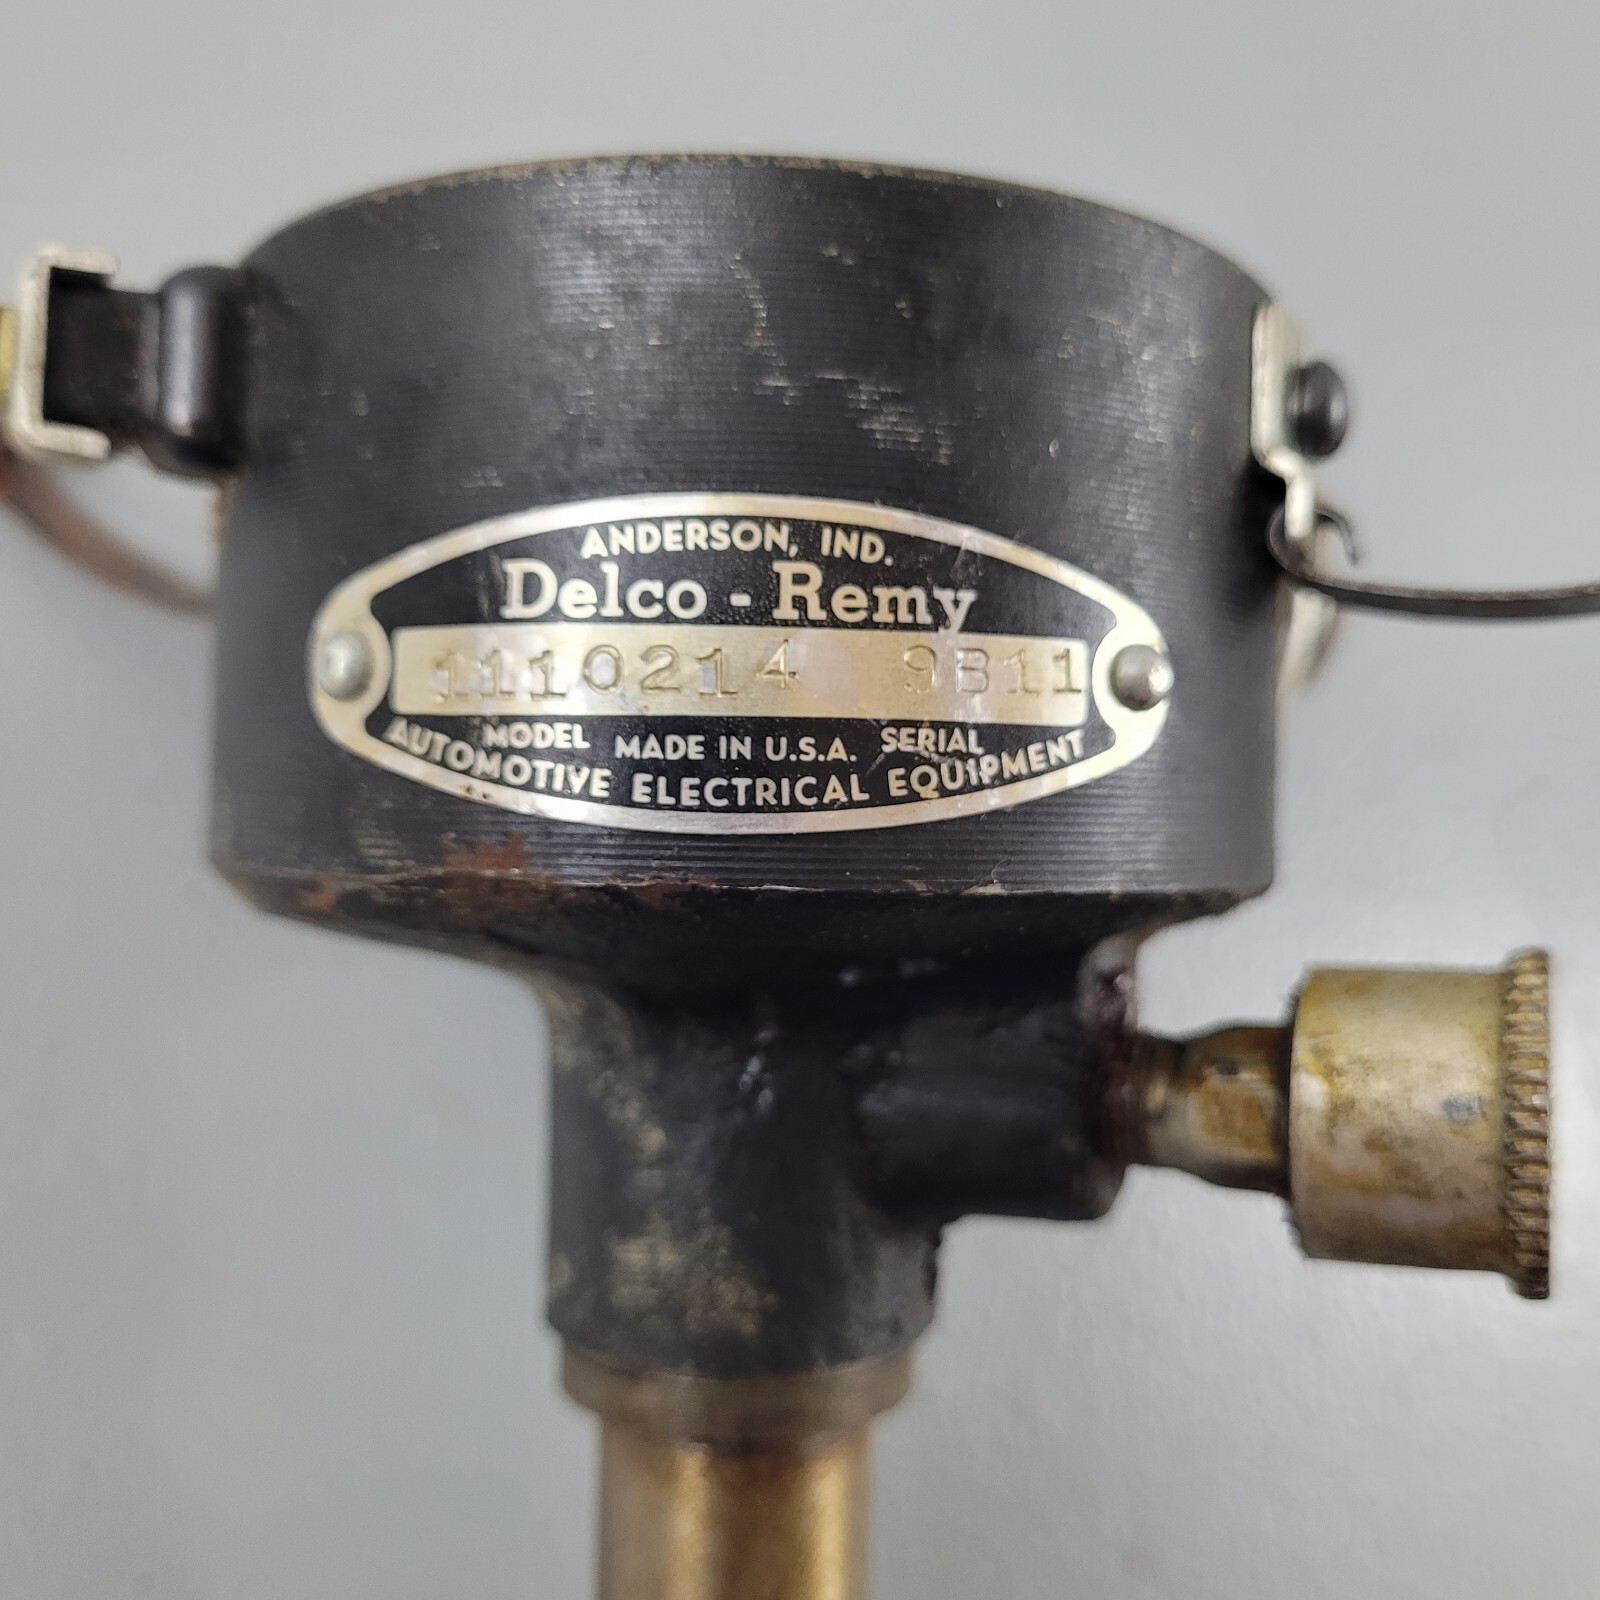 ANDERSON, IND.
Delco - Remy
1110214 9B11
MODEL MADE IN U.S.A. SERIAL
AUTOMOTIVE ELECTRICAL EQUIPMENT